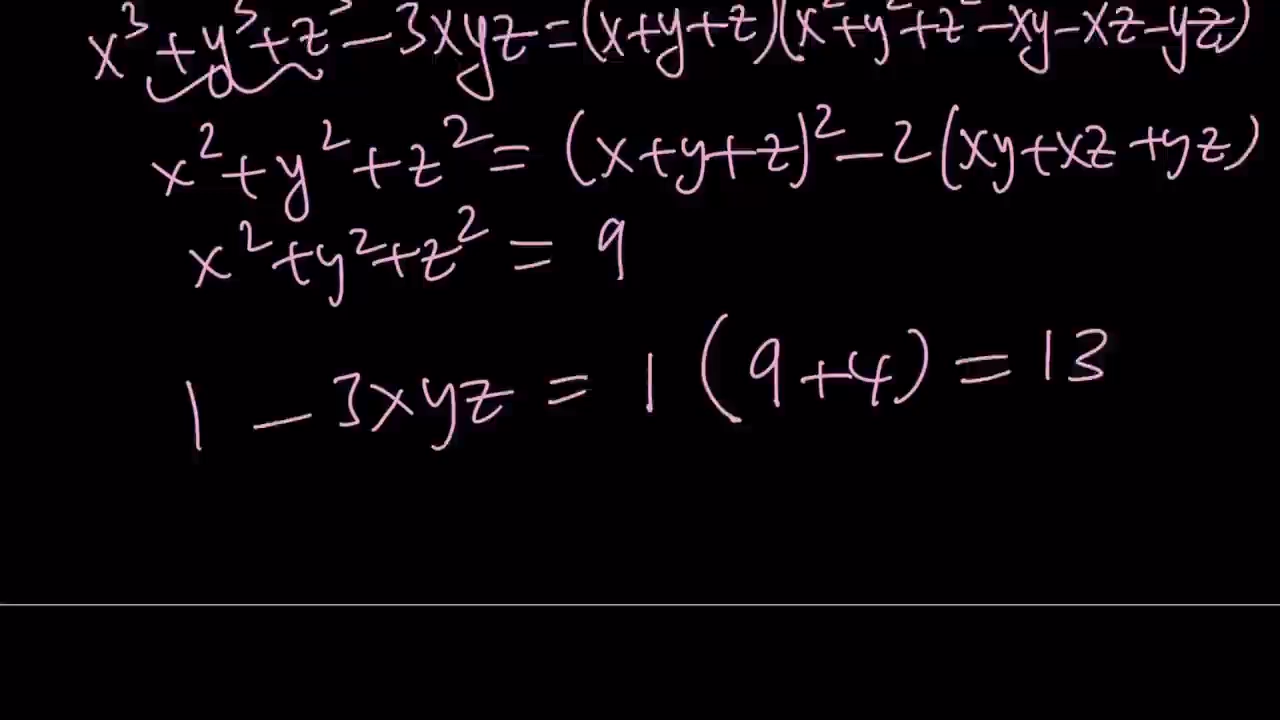 x³ + y³ + z³ − 3xyz = (x+y+z)(x²+y²+z²−xy−xz−yz)
x² + y² + z² = (x+y+z)² − 2(xy+xz+yz)
x² + y² + z² = 9
1 − 3xyz = 1(9+4) = 13